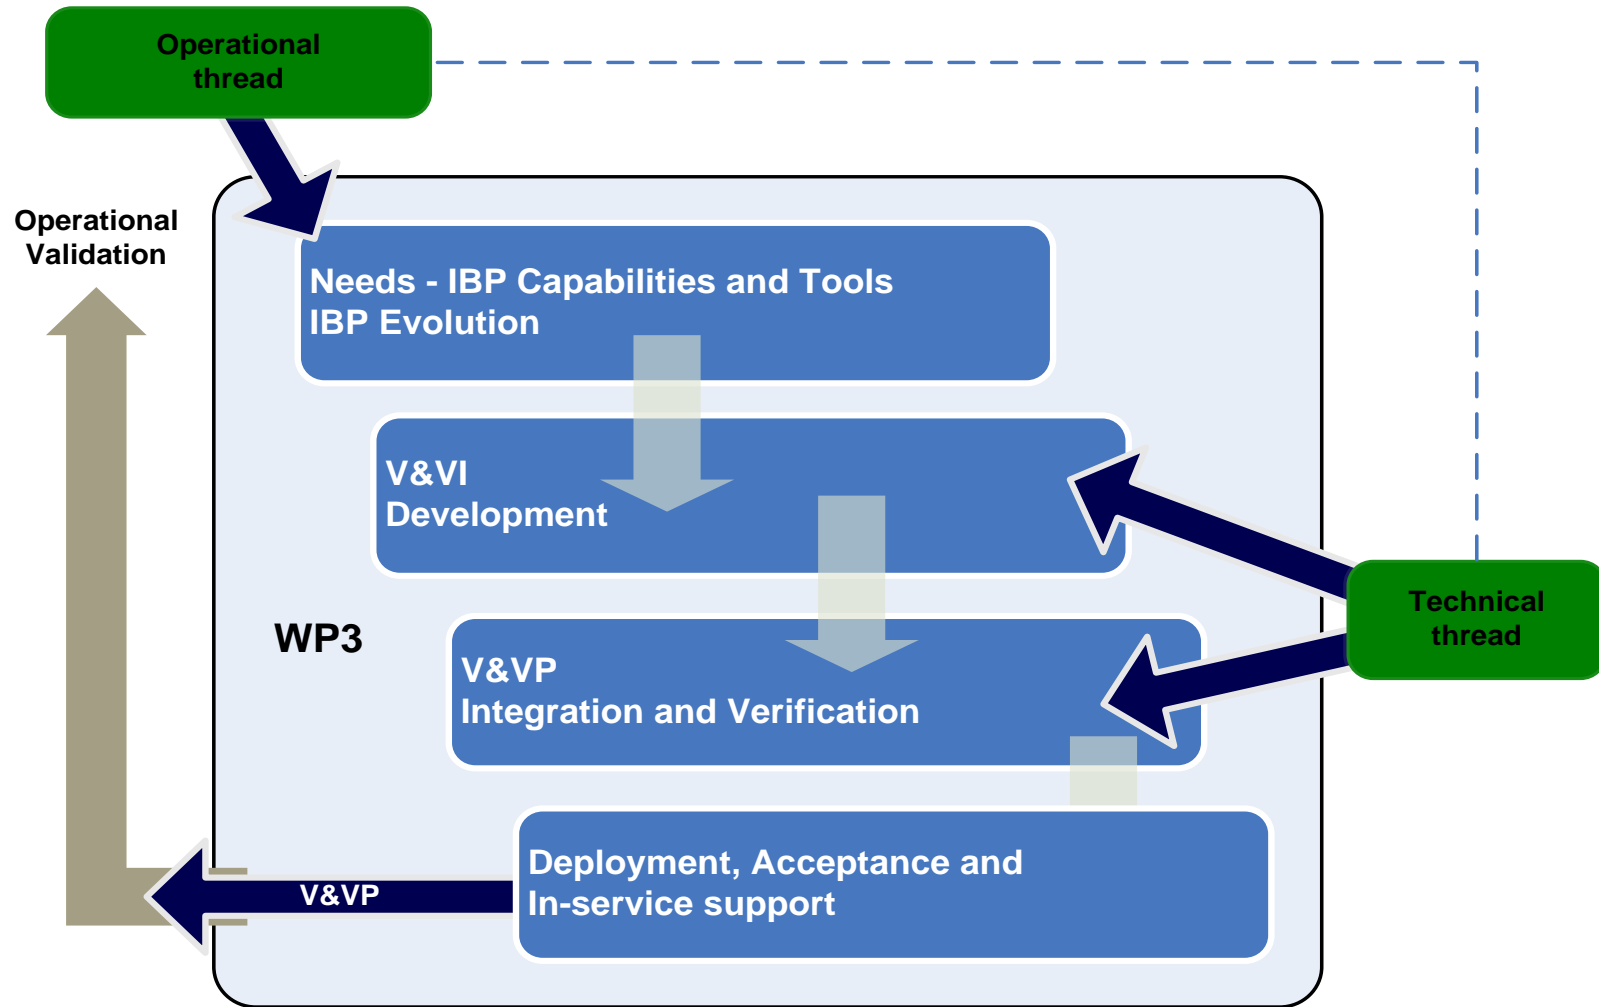 Operational
thread
Operational
Validation
Needs - IBP Capabilities and Tools
IBP Evolution
V&VI
Development
WP3
V&VP
Integration and Verification
Technical
thread
Deployment, Acceptance and
In-service support
V&VP